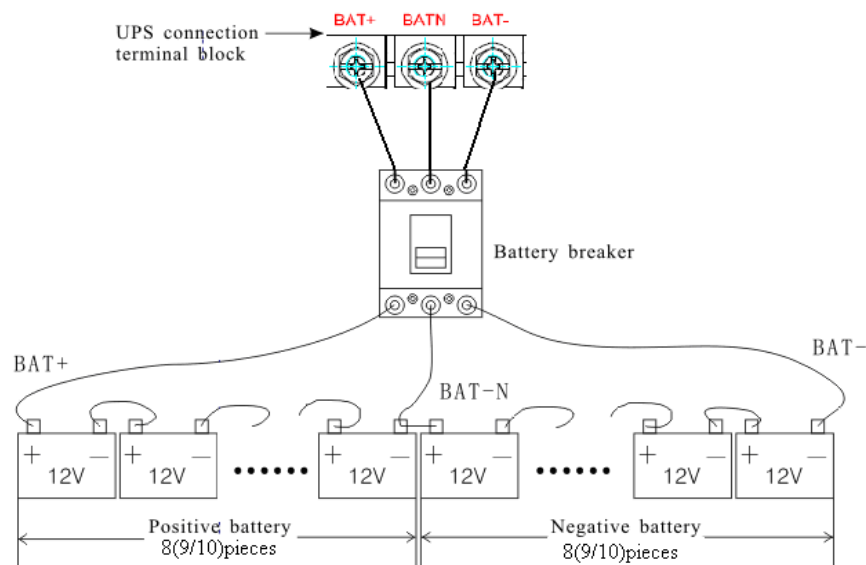 BAT+ BATN BAT-
UPS connection
terminal block
Battery breaker
BAT+
BAT-
BAT-N
+ − + − + − + − + − + −
12V 12V 12V 12V 12V 12V
Positive battery
8(9/10)pieces
Negative battery
8(9/10)pieces